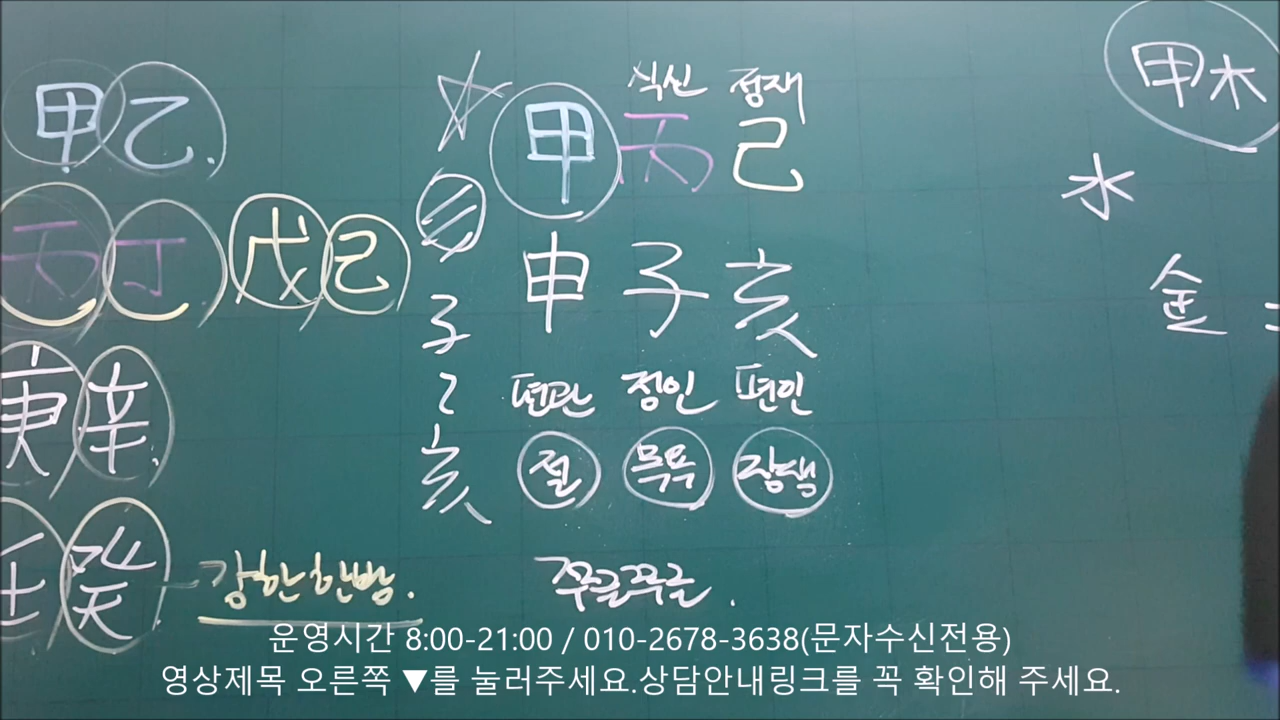 甲乙.
丙丁. 戊己
庚辛.
壬癸 강한한방.
식신 정재
甲丙己
申子亥
편관 정인 편인
절 목욕 장생
쭈글쭈글.
子
亥
甲木
水
金 :
운영시간 8:00-21:00 / 010-2678-3638(문자수신전용)
영상제목 오른쪽 ▼를 눌러주세요.상담안내링크를 꼭 확인해 주세요.